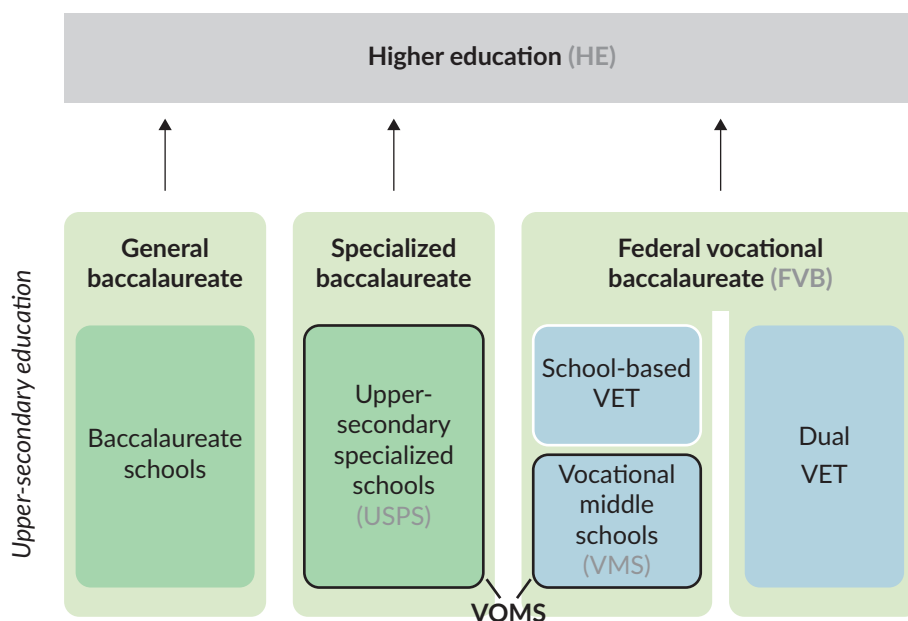 Higher education (HE)
Upper-secondary education
General
baccalaureate
Baccalaureate
schools
Specialized
baccalaureate
Upper-
secondary
specialized
schools
(USPS)
Federal vocational
baccalaureate (FVB)
School-based
VET
Vocational
middle
schools
(VMS)
Dual
VET
VOMS